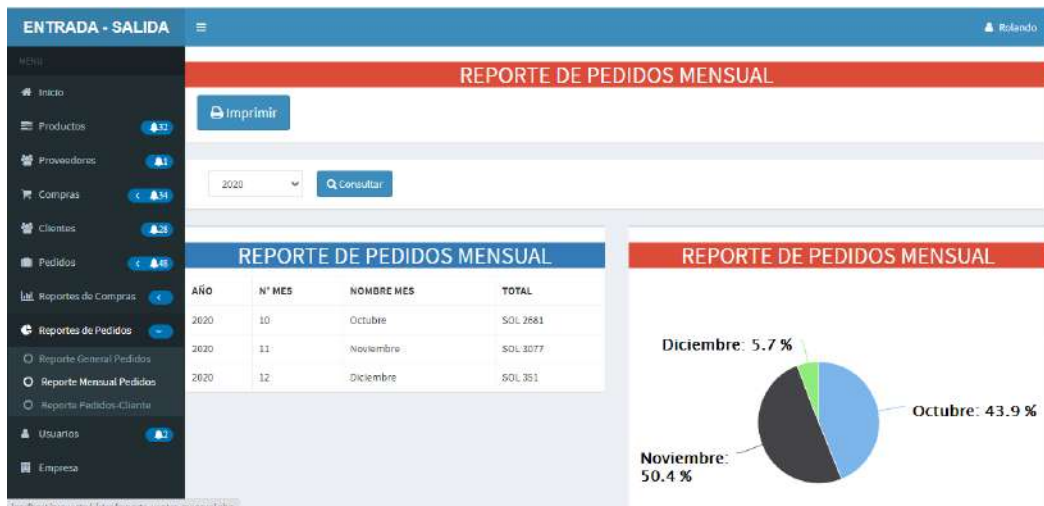 ENTRADA - SALIDA
Rolando
MENU
Inicio
Productos 32
Proveedores 1
Compras 34
Clientes 28
Pedidos 48
Reportes de Compras
Reportes de Pedidos
Reporte General Pedidos
Reporte Mensual Pedidos
Reporte Pedidos-Cliente
Usuarios 2
Empresa
REPORTE DE PEDIDOS MENSUAL
Imprimir
2020 Consultar
REPORTE DE PEDIDOS MENSUAL
AÑO N° MES NOMBRE MES TOTAL
2020 10 Octubre SOL 2681
2020 11 Noviembre SOL 3077
2020 12 Diciembre SOL 351
REPORTE DE PEDIDOS MENSUAL
Diciembre: 5.7 %
Octubre: 43.9 %
Noviembre:
50.4 %